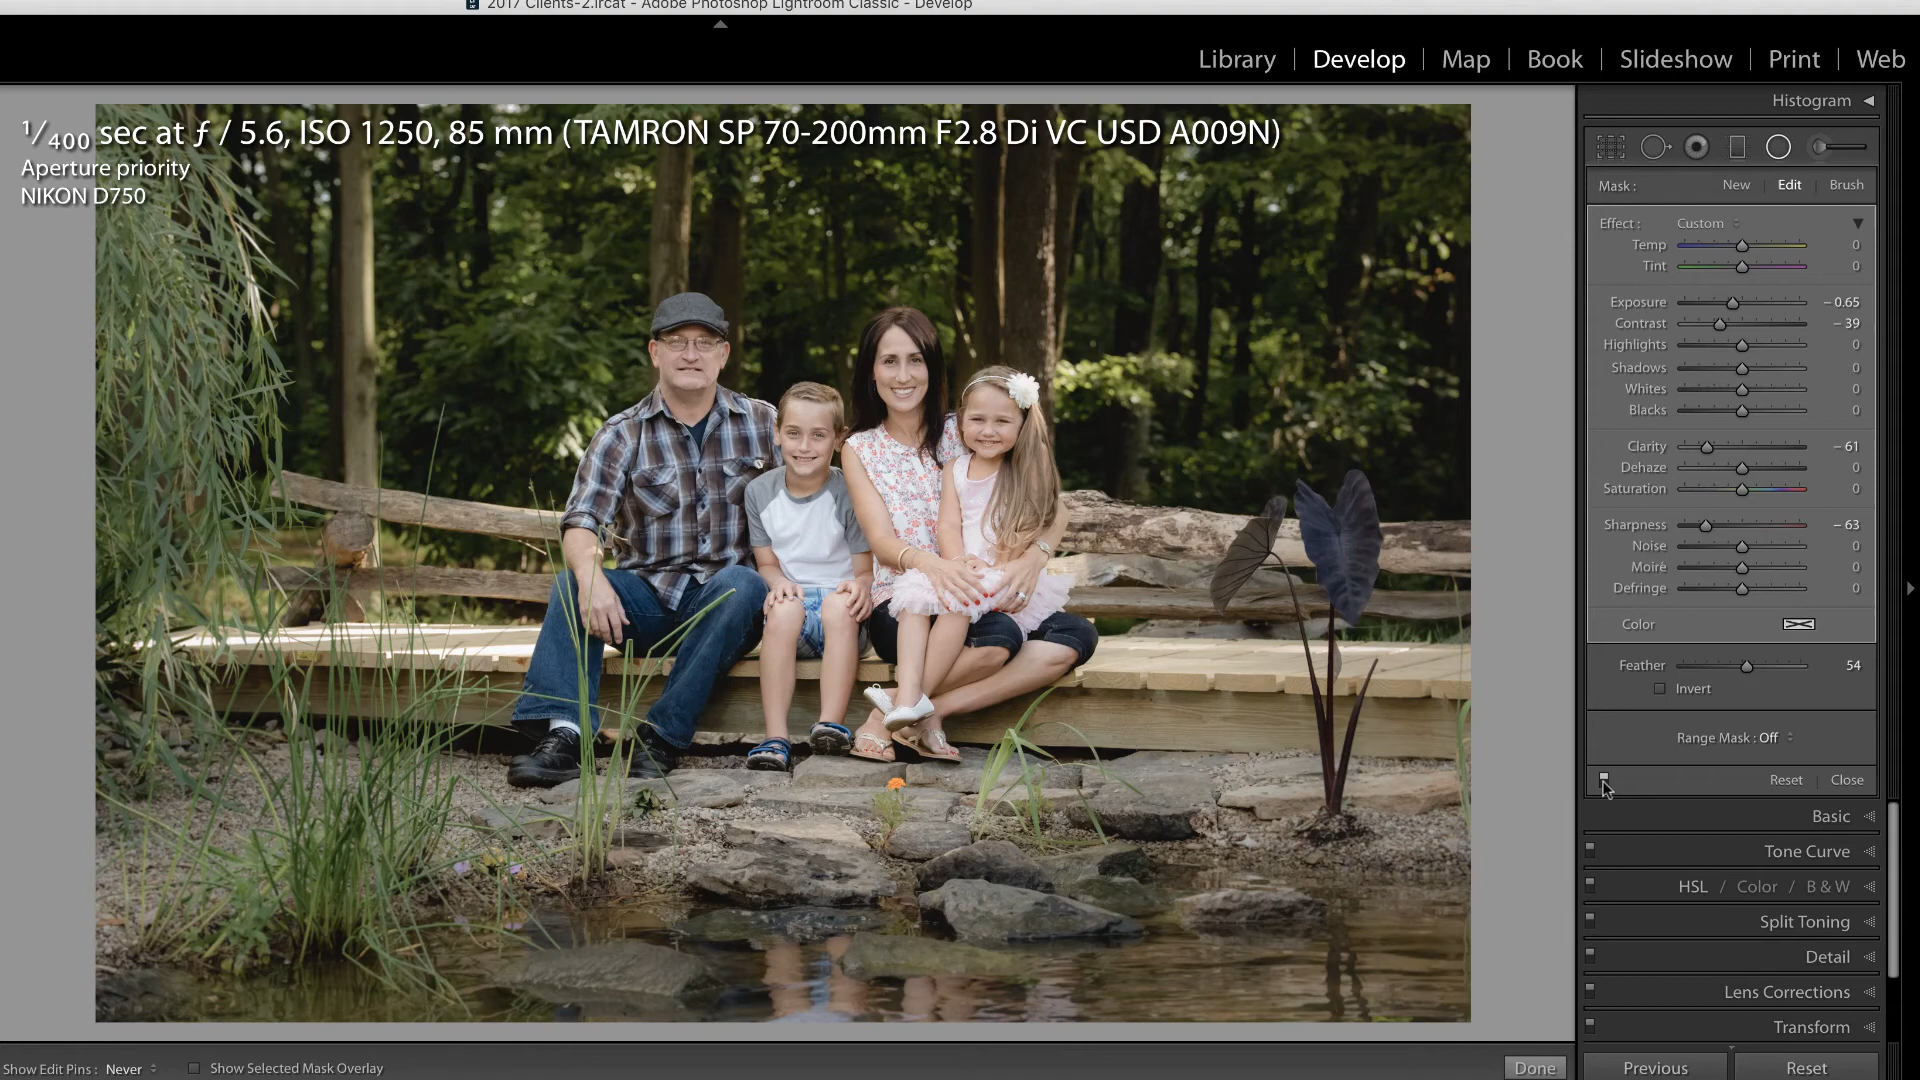 2017 Clients-2.lrcat - Adobe Photoshop Lightroom Classic - Develop
Library | Develop | Map | Book | Slideshow | Print | Web
1/400 sec at ƒ / 5.6, ISO 1250, 85 mm (TAMRON SP 70-200mm F2.8 Di VC USD A009N)
Aperture priority
NIKON D750
Histogram
Mask : New | Edit | Brush
Effect : Custom
Temp 0
Tint 0
Exposure – 0.65
Contrast – 39
Highlights 0
Shadows 0
Whites 0
Blacks 0
Clarity – 61
Dehaze 0
Saturation 0
Sharpness – 63
Noise 0
Moiré 0
Defringe 0
Color
Feather 54
Invert
Range Mask : Off
Reset | Close
Basic
Tone Curve
HSL / Color / B & W
Split Toning
Detail
Lens Corrections
Transform
Show Edit Pins : Never Show Selected Mask Overlay Done Previous Reset